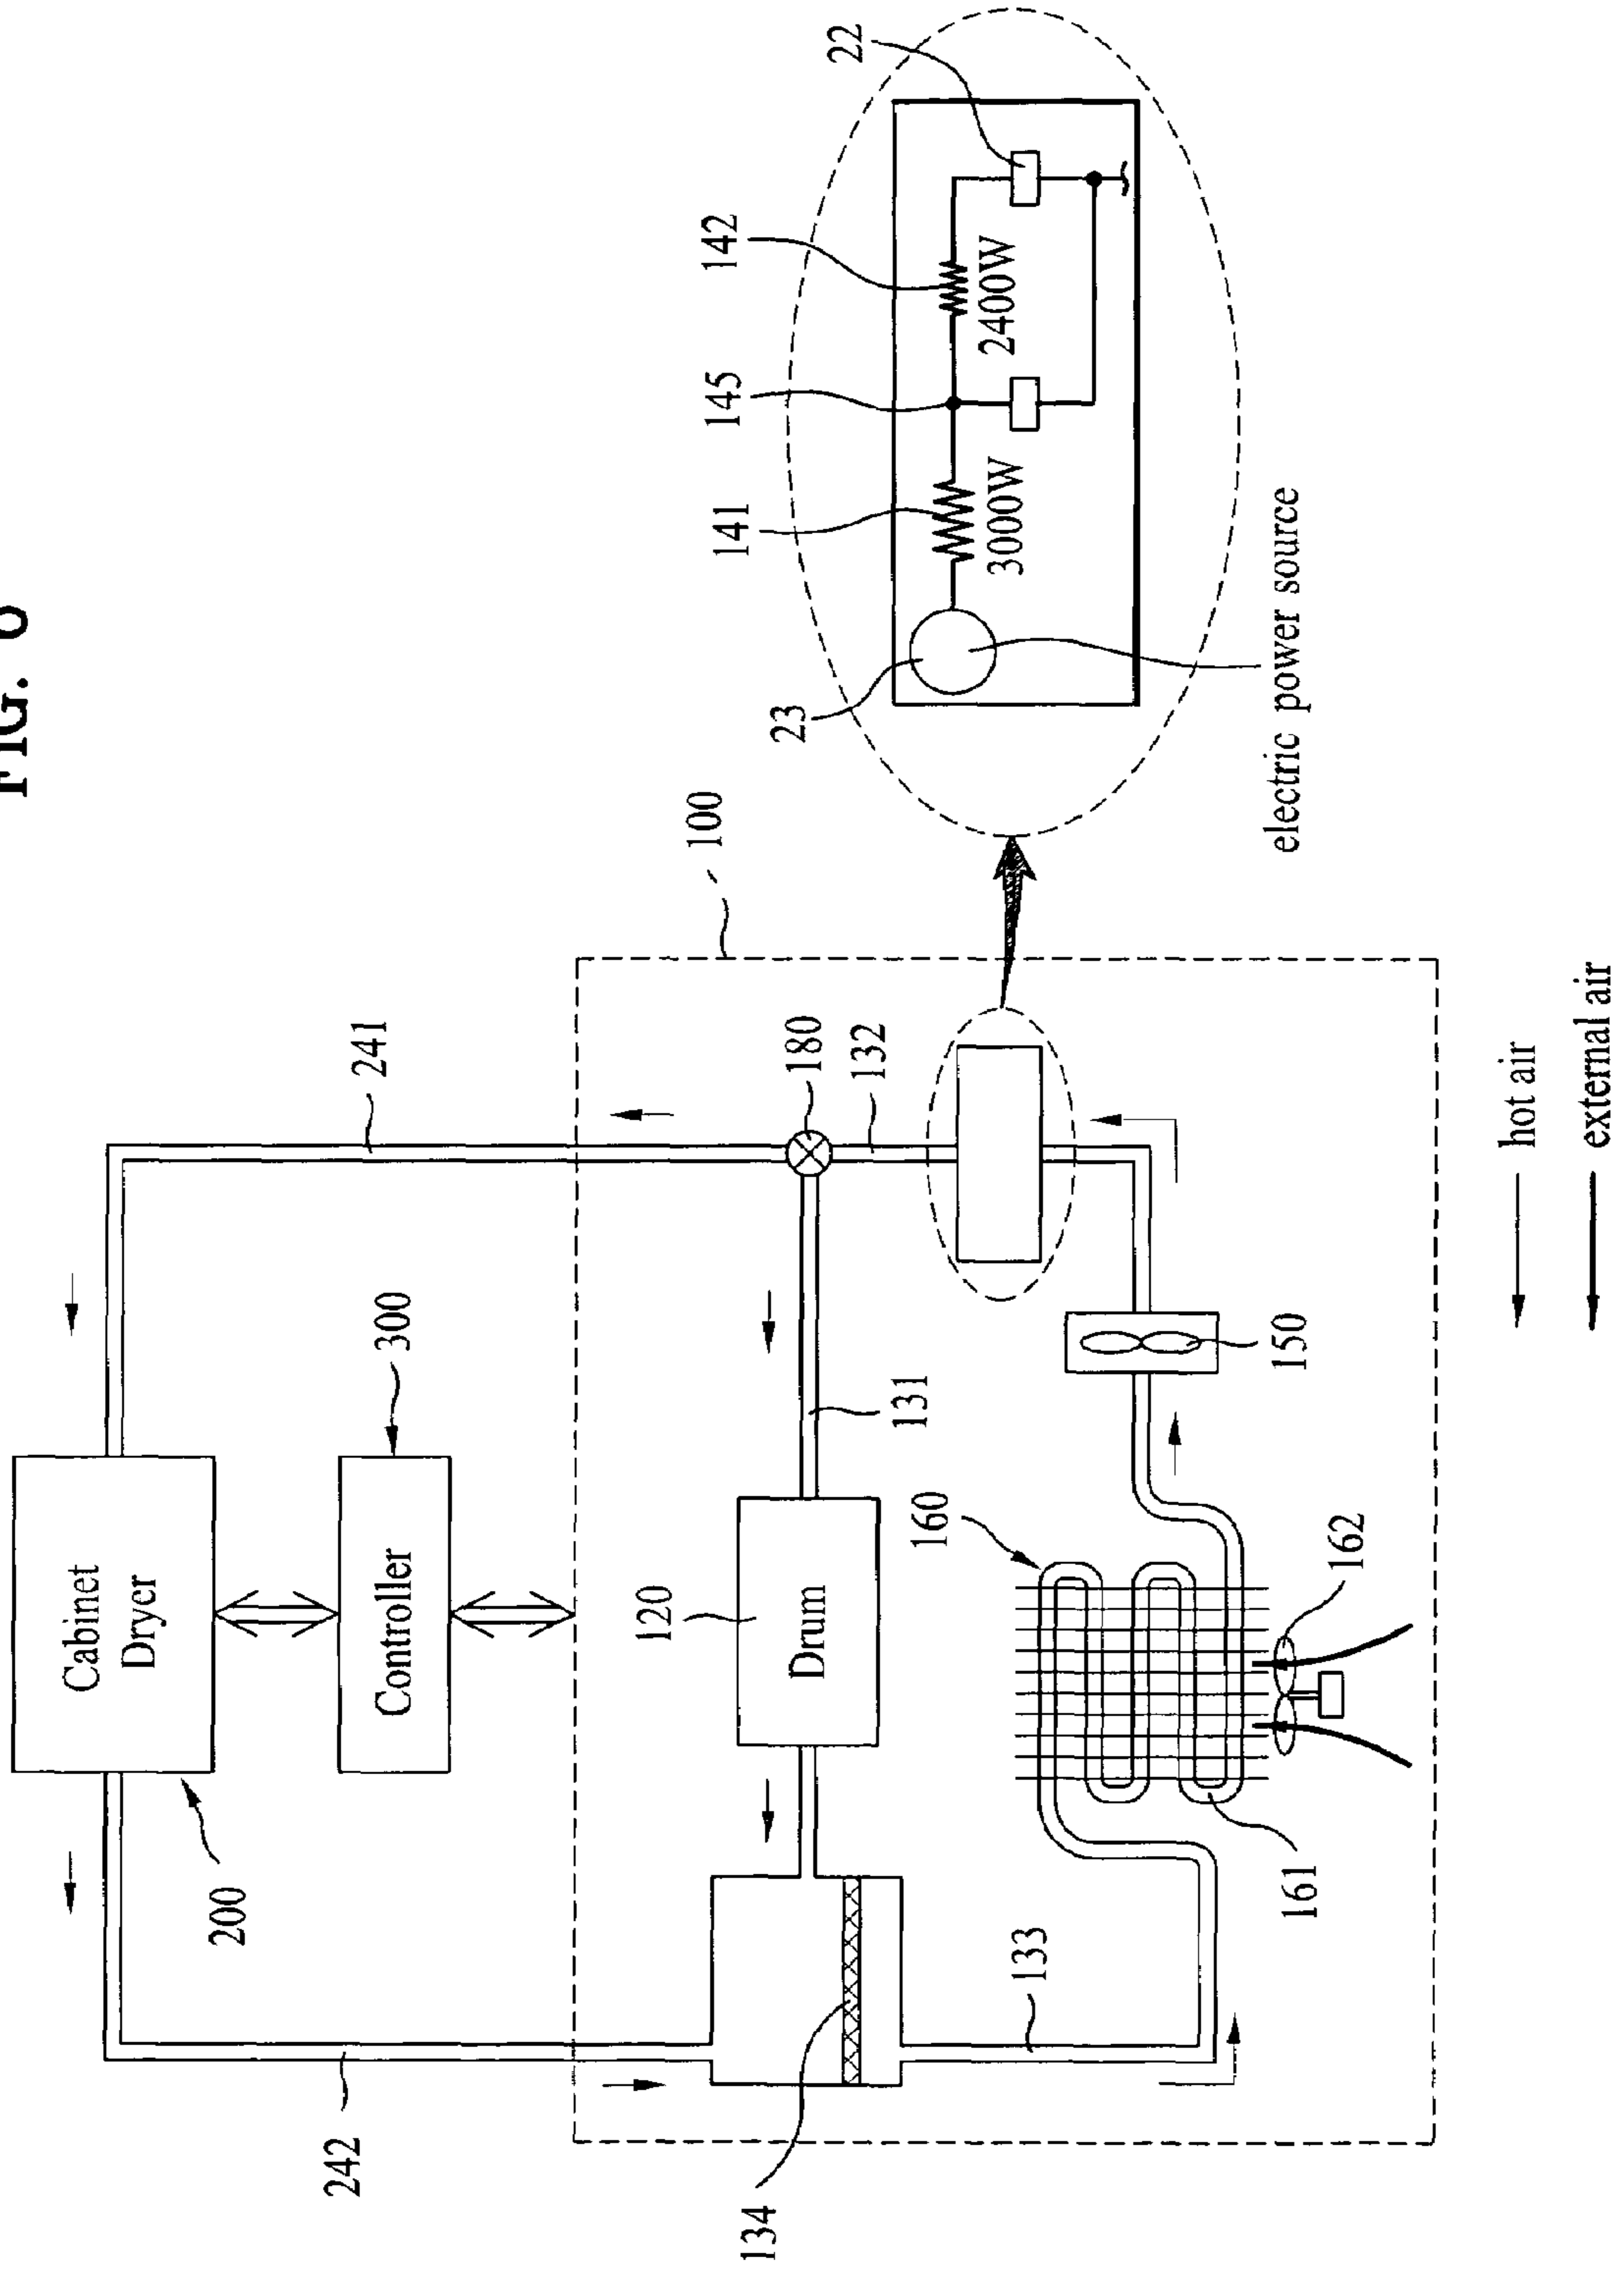 FIG.
Cabinet
Dryer
200
242
241
300
Controller
100
120
Drum
131
180
132
134
133
160
161
162
150
141
145
142
22
23
3000W
2400W
electric power source
hot air
external air